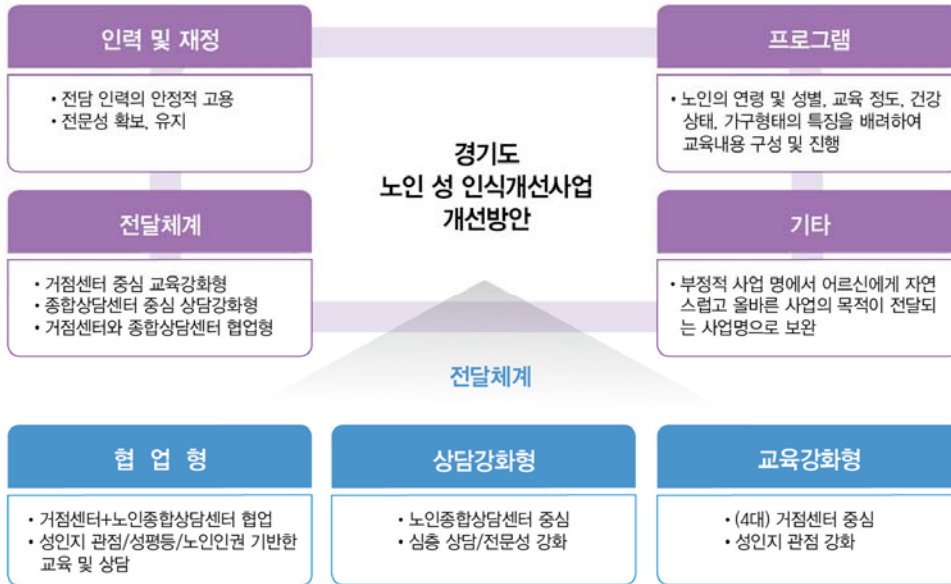 인력 및 재정
• 전담 인력의 안정적 고용
• 전문성 확보, 유지
프로그램
• 노인의 연령 및 성별, 교육 정도, 건강
상태, 가구형태의 특징을 배려하여
교육내용 구성 및 진행
경기도
노인 성 인식개선사업
개선방안
전달체계
• 거점센터 중심 교육강화형
• 종합상담센터 중심 상담강화형
• 거점센터와 종합상담센터 협업형
기타
• 부정적 사업 명에서 어르신에게 자연
스럽고 올바른 사업의 목적이 전달되
는 사업명으로 보완
전달체계
협 업 형
• 거점센터+노인종합상담센터 협업
• 성인지 관점/성평등/노인인권 기반한
교육 및 상담
상담강화형
• 노인종합상담센터 중심
• 심층 상담/전문성 강화
교육강화형
• (4대) 거점센터 중심
• 성인지 관점 강화